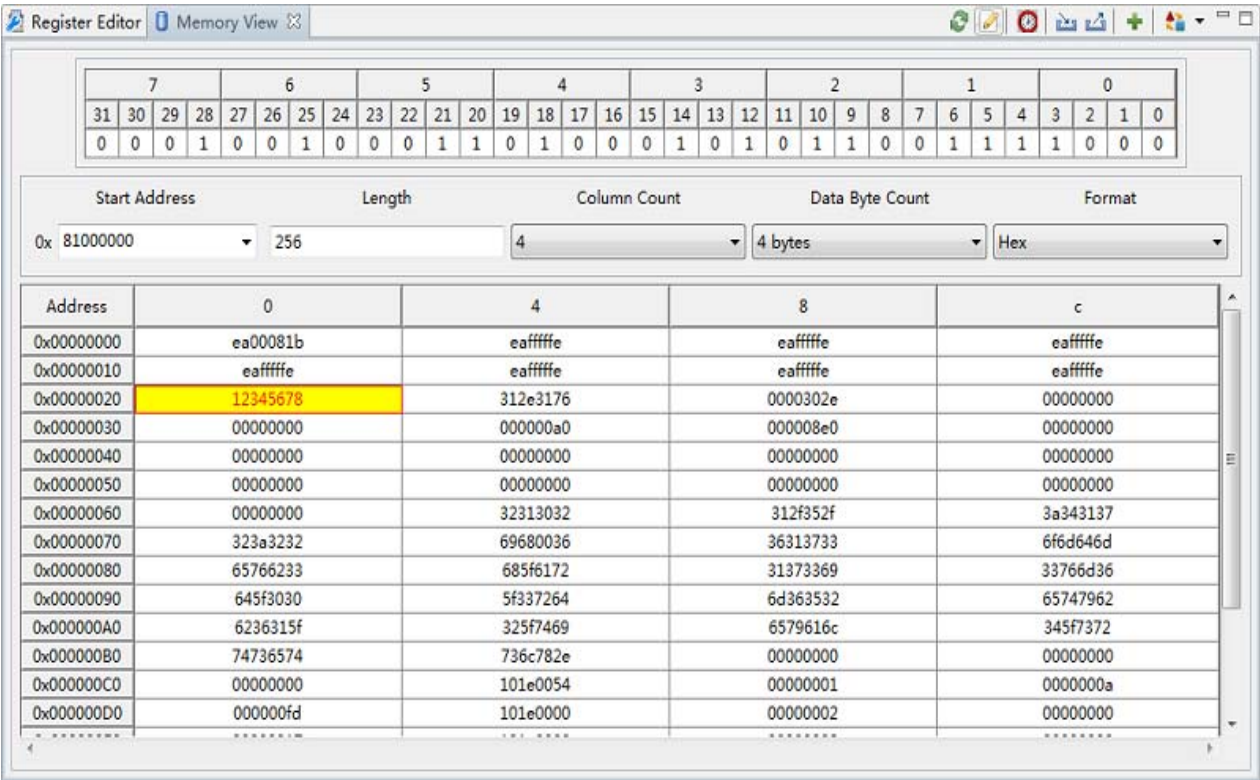 Register Editor Memory View
7 6 5 4 3 2 1 0
31 30 29 28 27 26 25 24 23 22 21 20 19 18 17 16 15 14 13 12 11 10 9 8 7 6 5 4 3 2 1 0
0 0 0 1 0 0 1 0 0 0 1 1 0 1 0 0 0 1 0 1 0 1 1 0 0 1 1 1 1 0 0 0
Start Address Length Column Count Data Byte Count Format
0x 81000000 256 4 4 bytes Hex
Address 0 4 8 c
0x00000000 ea00081b eafffffe eafffffe eafffffe
0x00000010 eafffffe eafffffe eafffffe eafffffe
0x00000020 12345678 312e3176 0000302e 00000000
0x00000030 00000000 000000a0 000008e0 00000000
0x00000040 00000000 00000000 00000000 00000000
0x00000050 00000000 00000000 00000000 00000000
0x00000060 00000000 32313032 312f352f 3a343137
0x00000070 323a3232 69680036 36313733 6f6d646d
0x00000080 65766233 685f6172 31373369 33766d36
0x00000090 645f3030 5f337264 6d363532 65747962
0x000000A0 6236315f 325f7469 6579616c 345f7372
0x000000B0 74736574 736c782e 00000000 00000000
0x000000C0 00000000 101e0054 00000001 0000000a
0x000000D0 000000fd 101e0000 00000002 00000000